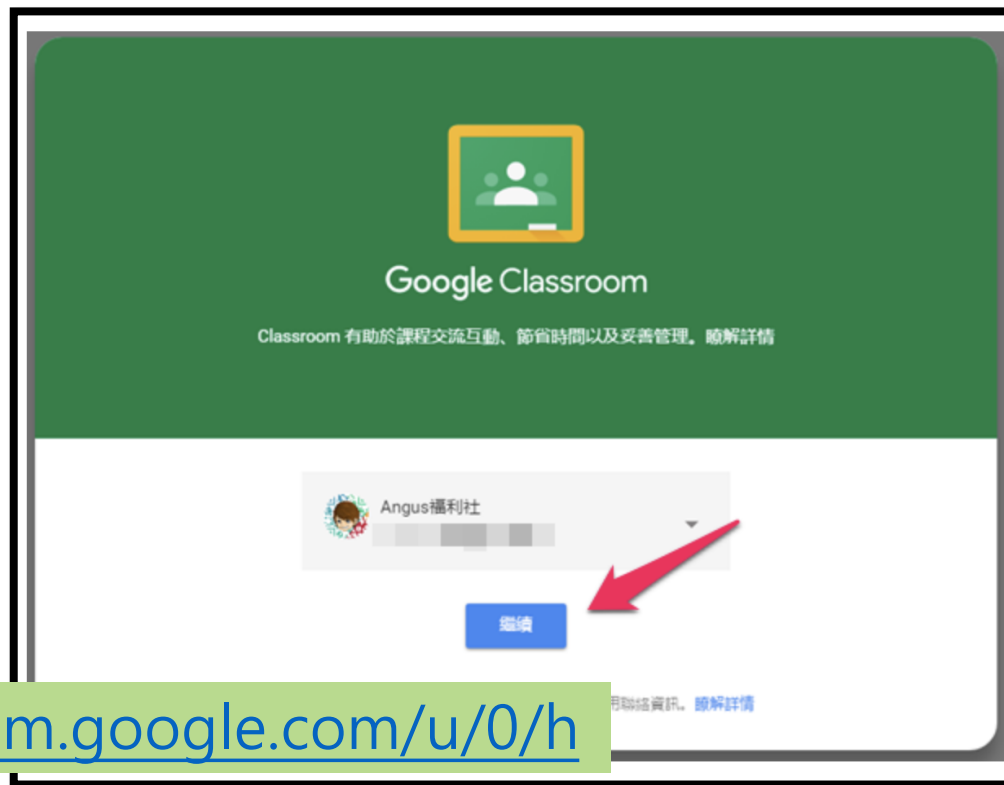 Google Classroom
Classroom 有助於課程交流互動、節省時間以及妥善管理。瞭解詳情
Angus福利社
繼續
用聯絡資訊。瞭解詳情
m.google.com/u/0/h